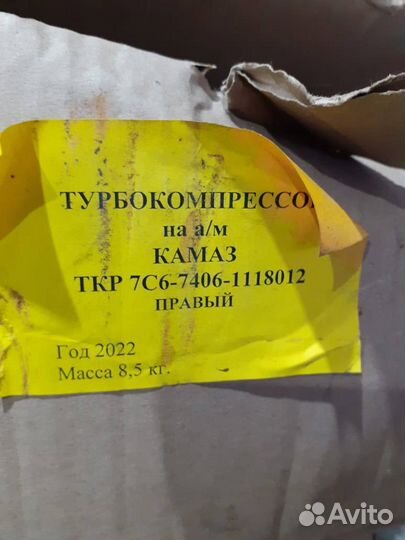 ТУРБОКОМПРЕССО
на а/м
КАМАЗ
ТКР 7С6-7406-1118012
ПРАВЫЙ
Год 2022
Масса 8,5 кг.
Avito